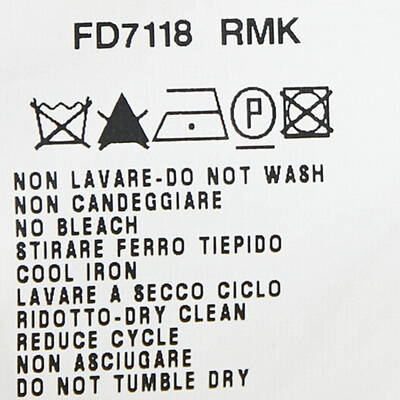 FD7118 RMK
P
NON LAVARE-DO NOT WASH
NON CANDEGGIARE
NO BLEACH
STIRARE FERRO TIEPIDO
COOL IRON
LAVARE A SECCO CICLO
RIDOTTO-DRY CLEAN
REDUCE CYCLE
NON ASCIUGARE
DO NOT TUMBLE DRY